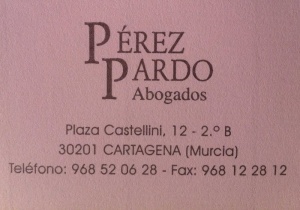 PÉREZ
PARDO
Abogados
Plaza Castellini, 12 - 2.º B
30201 CARTAGENA (Murcia)
Teléfono: 968 52 06 28 - Fax: 968 12 28 12